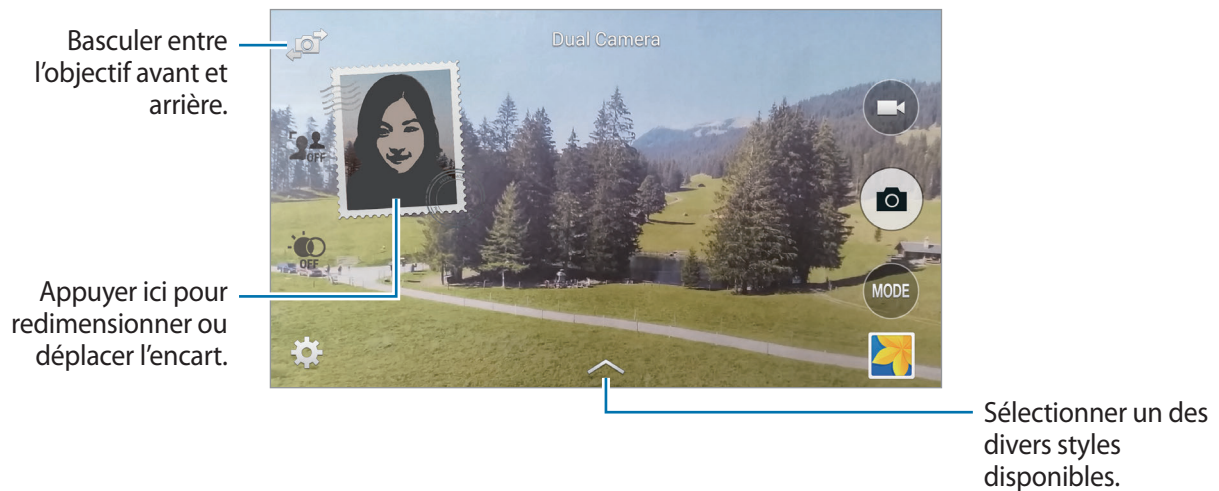 Basculer entre
l'objectif avant et
arrière.
Dual Camera
OFF
OFF
Appuyer ici pour
redimensionner ou
déplacer l'encart.
MODE
Sélectionner un des
divers styles
disponibles.